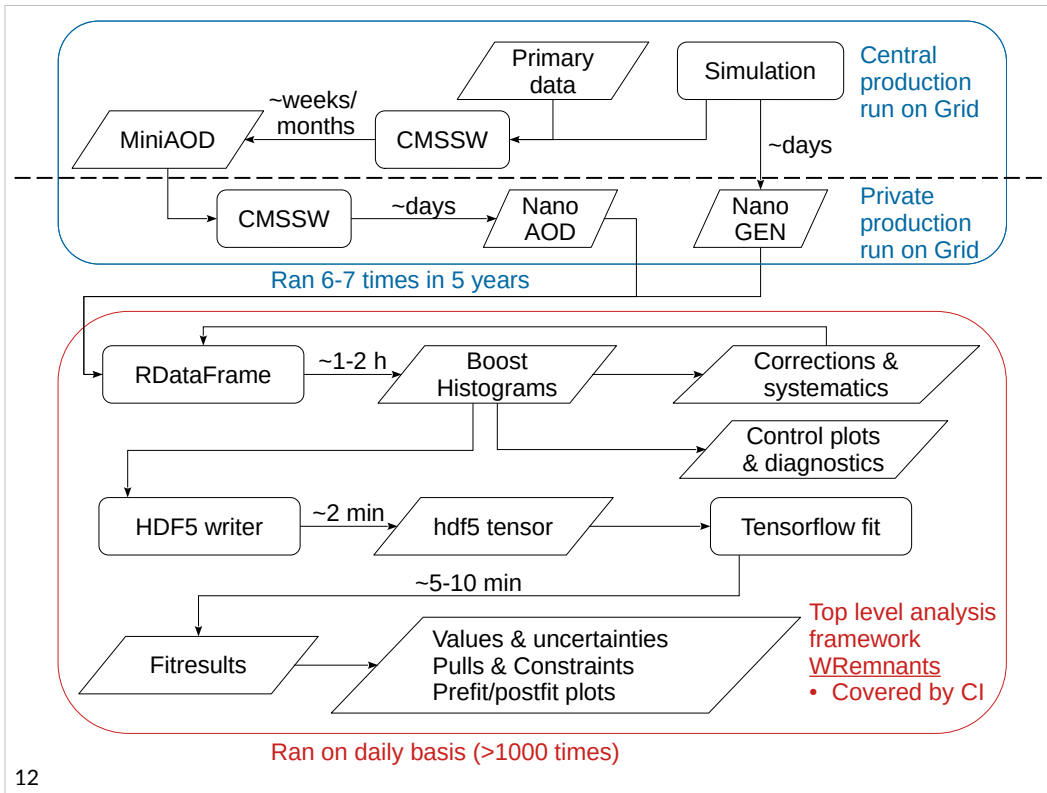 Primary
data
Simulation
Central
production
run on Grid
~weeks/
months
MiniAOD
CMSSW
~days
CMSSW
~days
Nano
AOD
Nano
GEN
Private
production
run on Grid
Ran 6-7 times in 5 years
RDataFrame
~1-2 h
Boost
Histograms
Corrections &
systematics
Control plots
& diagnostics
HDF5 writer
~2 min
hdf5 tensor
Tensorflow fit
~5-10 min
Fitresults
Values & uncertainties
Pulls & Constraints
Prefit/postfit plots
Top level analysis
framework
WRemnants
• Covered by CI
Ran on daily basis (>1000 times)
12